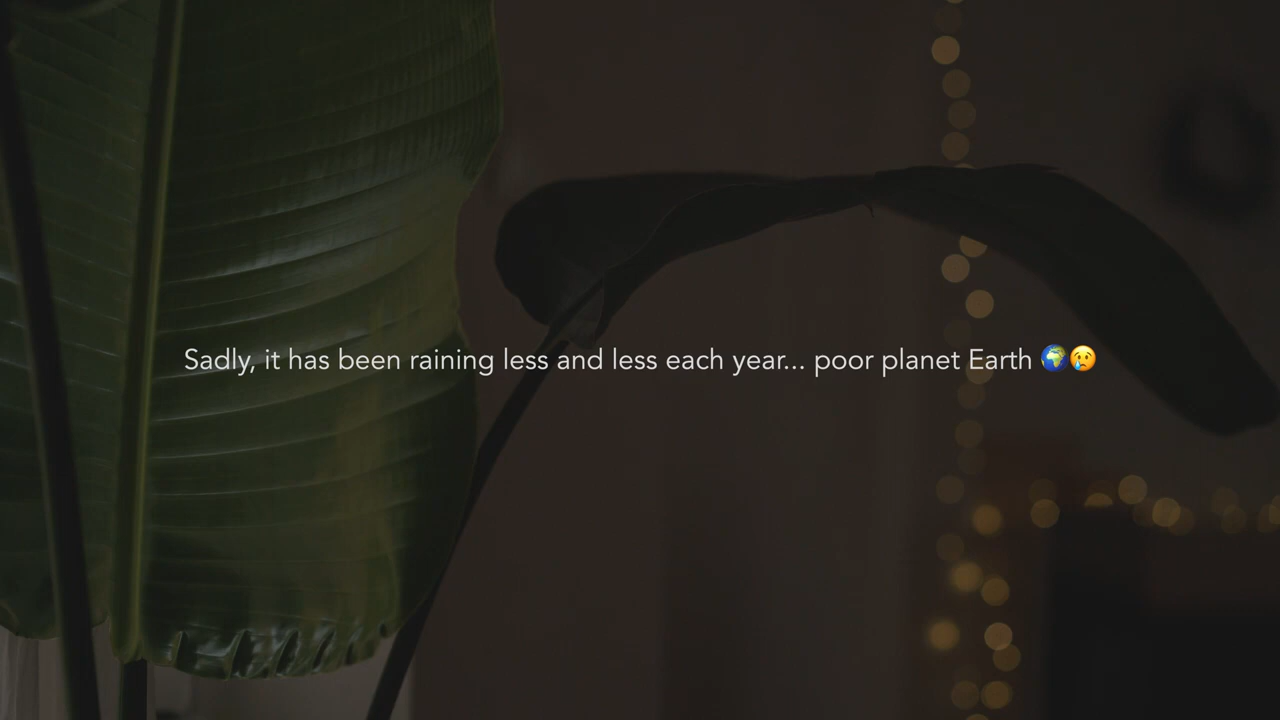 Sadly, it has been raining less and less each year... poor planet Earth 🌍😢